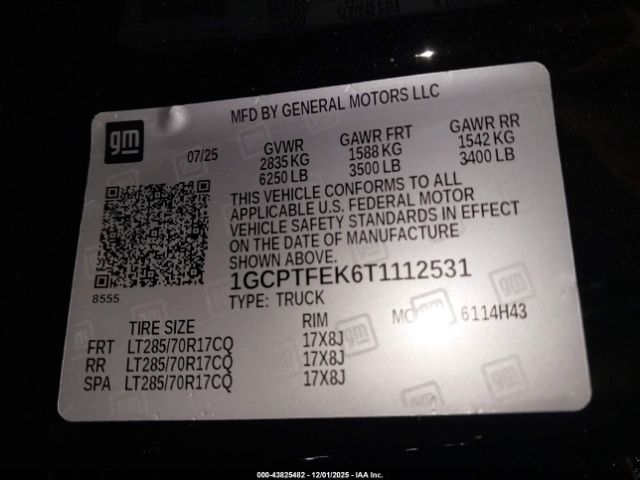 MFD BY GENERAL MOTORS LLC
gm
07/25
GVWR GAWR FRT GAWR RR
2835 KG 1588 KG 1542 KG
6250 LB 3500 LB 3400 LB
THIS VEHICLE CONFORMS TO ALL
APPLICABLE U.S. FEDERAL MOTOR
VEHICLE SAFETY STANDARDS IN EFFECT
ON THE DATE OF MANUFACTURE
SHOWN ABOVE.
8555
1GCPTFEK6T1112531
TYPE: TRUCK
TIRE SIZE RIM 6114H43
FRT LT285/70R17CQ 17X8J
RR LT285/70R17CQ 17X8J
SPA LT285/70R17CQ 17X8J
000-43825482 - 12/01/2025 - IAA Inc.